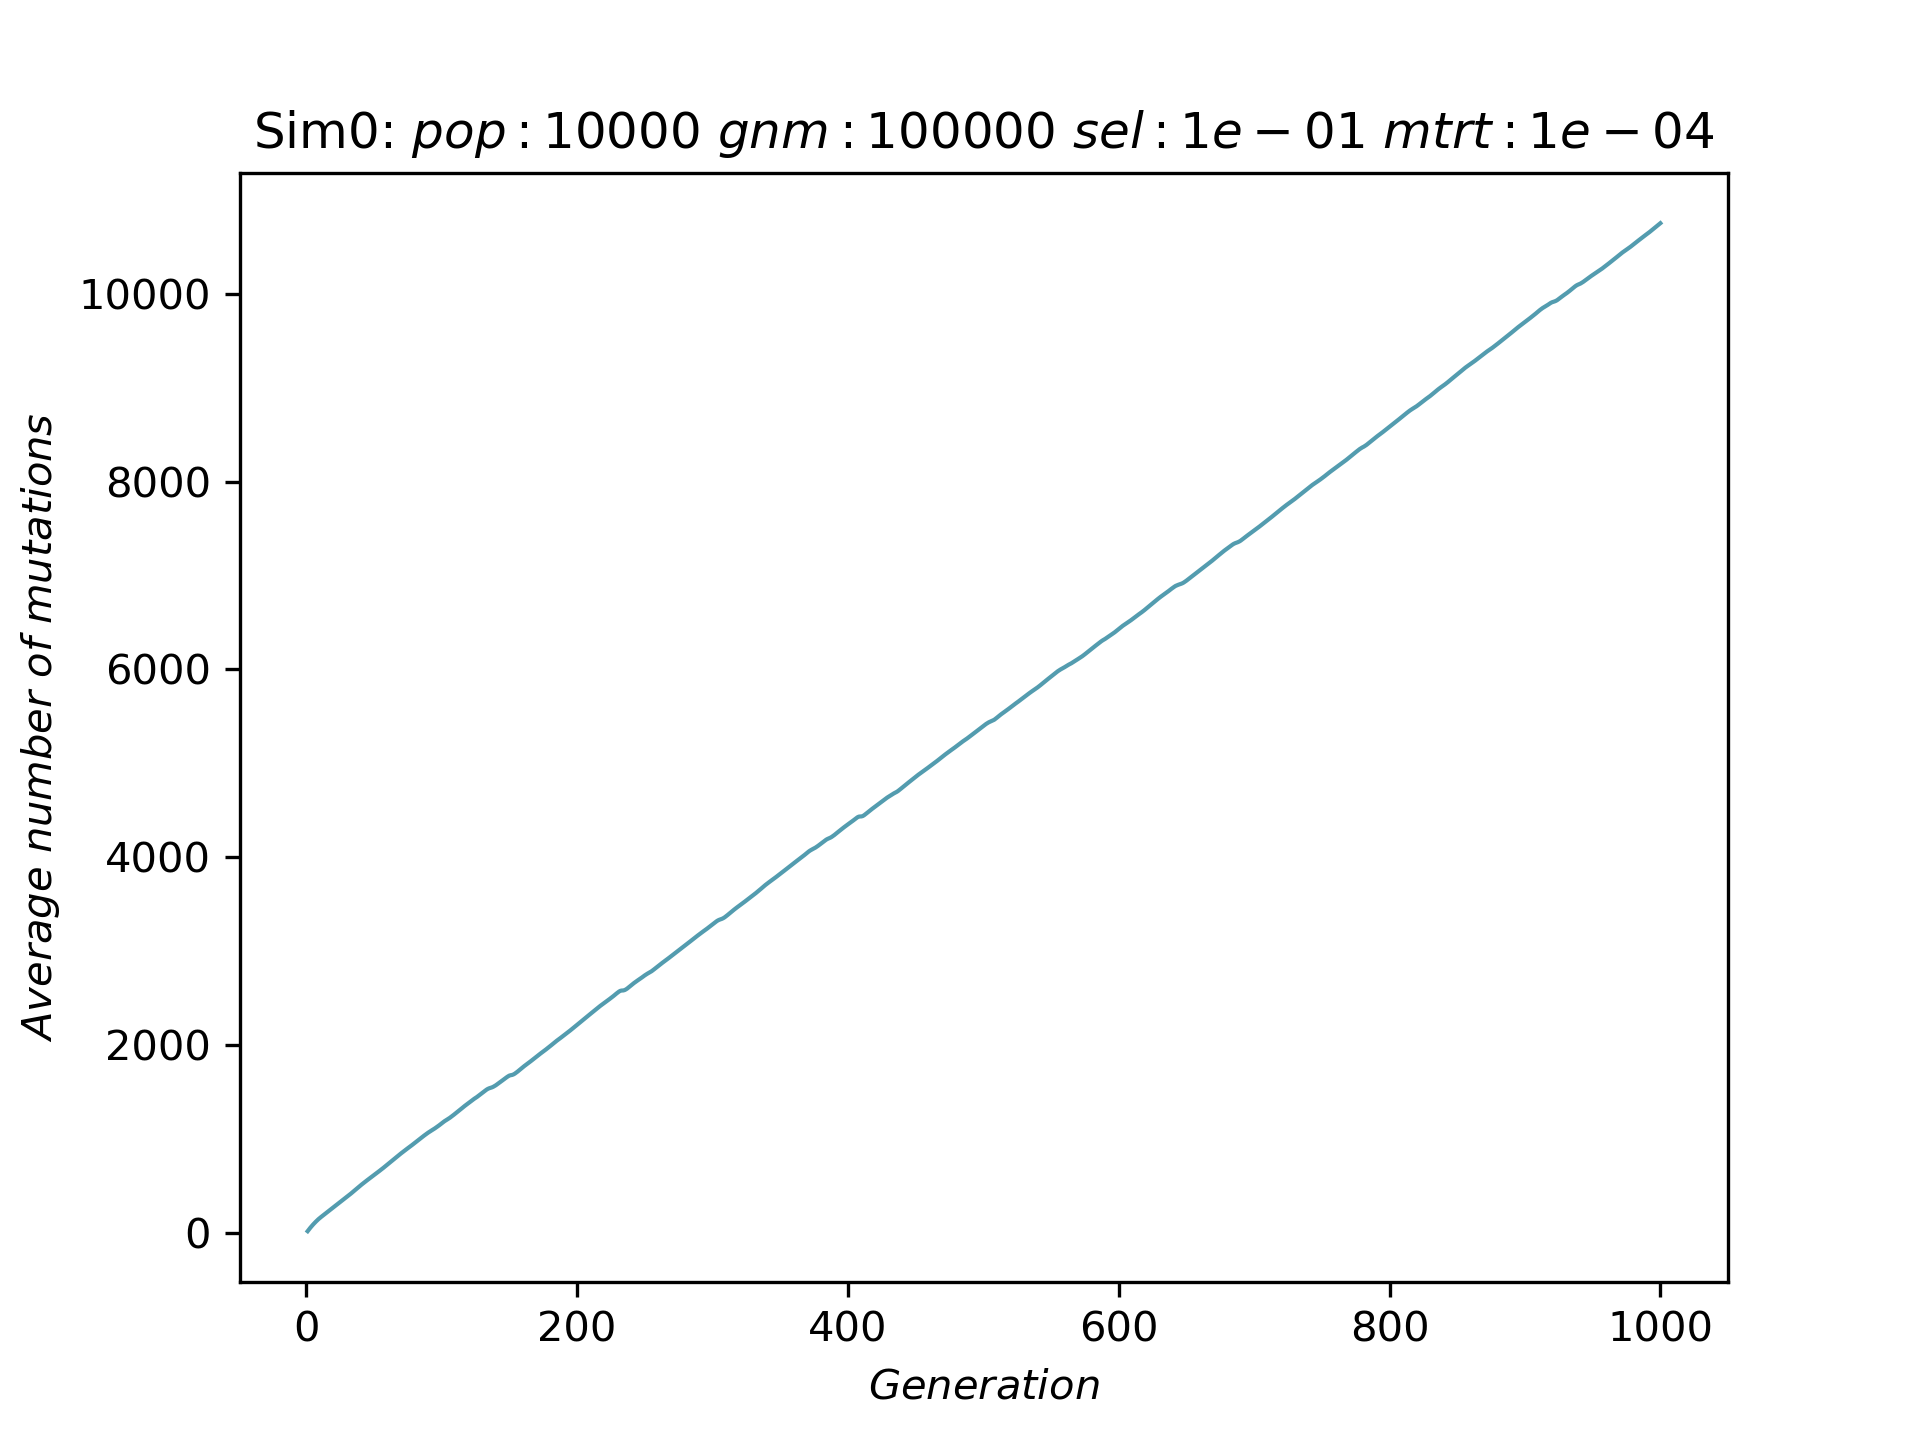 Sim0: pop : 10000 gnm : 100000 sel : 1e − 01 mtrt : 1e − 04
Average number of mutations
10000
8000
6000
4000
2000
0
0 200 400 600 800 1000
Generation